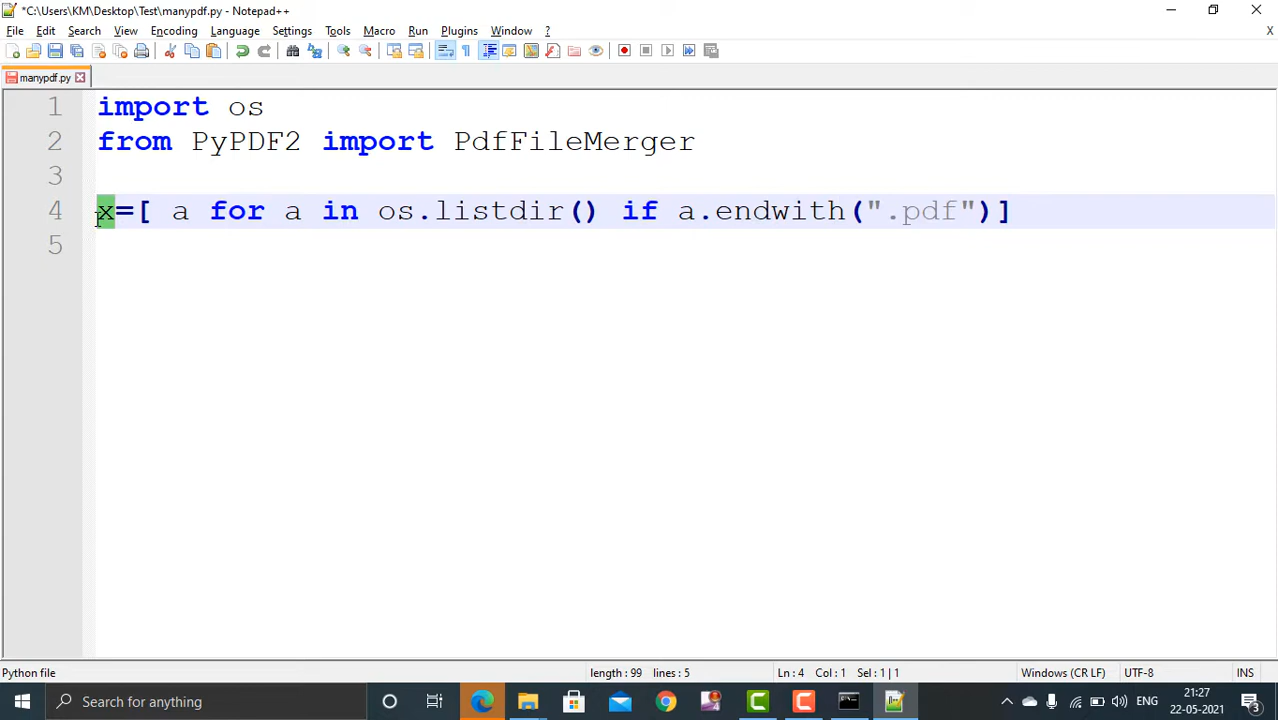 *C:\Users\KM\Desktop\Test\manypdf.py - Notepad++
File Edit Search View Encoding Language Settings Tools Macro Run Plugins Window ?
X
manypdf.py
1 import os
2 from PyPDF2 import PdfFileMerger
3
4 x=[ a for a in os.listdir() if a.endwith(".pdf")]
5
Python file length : 99 lines : 5 Ln : 4 Col : 1 Sel : 1 | 1 Windows (CR LF) UTF-8 INS
Search for anything ENG 21:27
22-05-2021 3